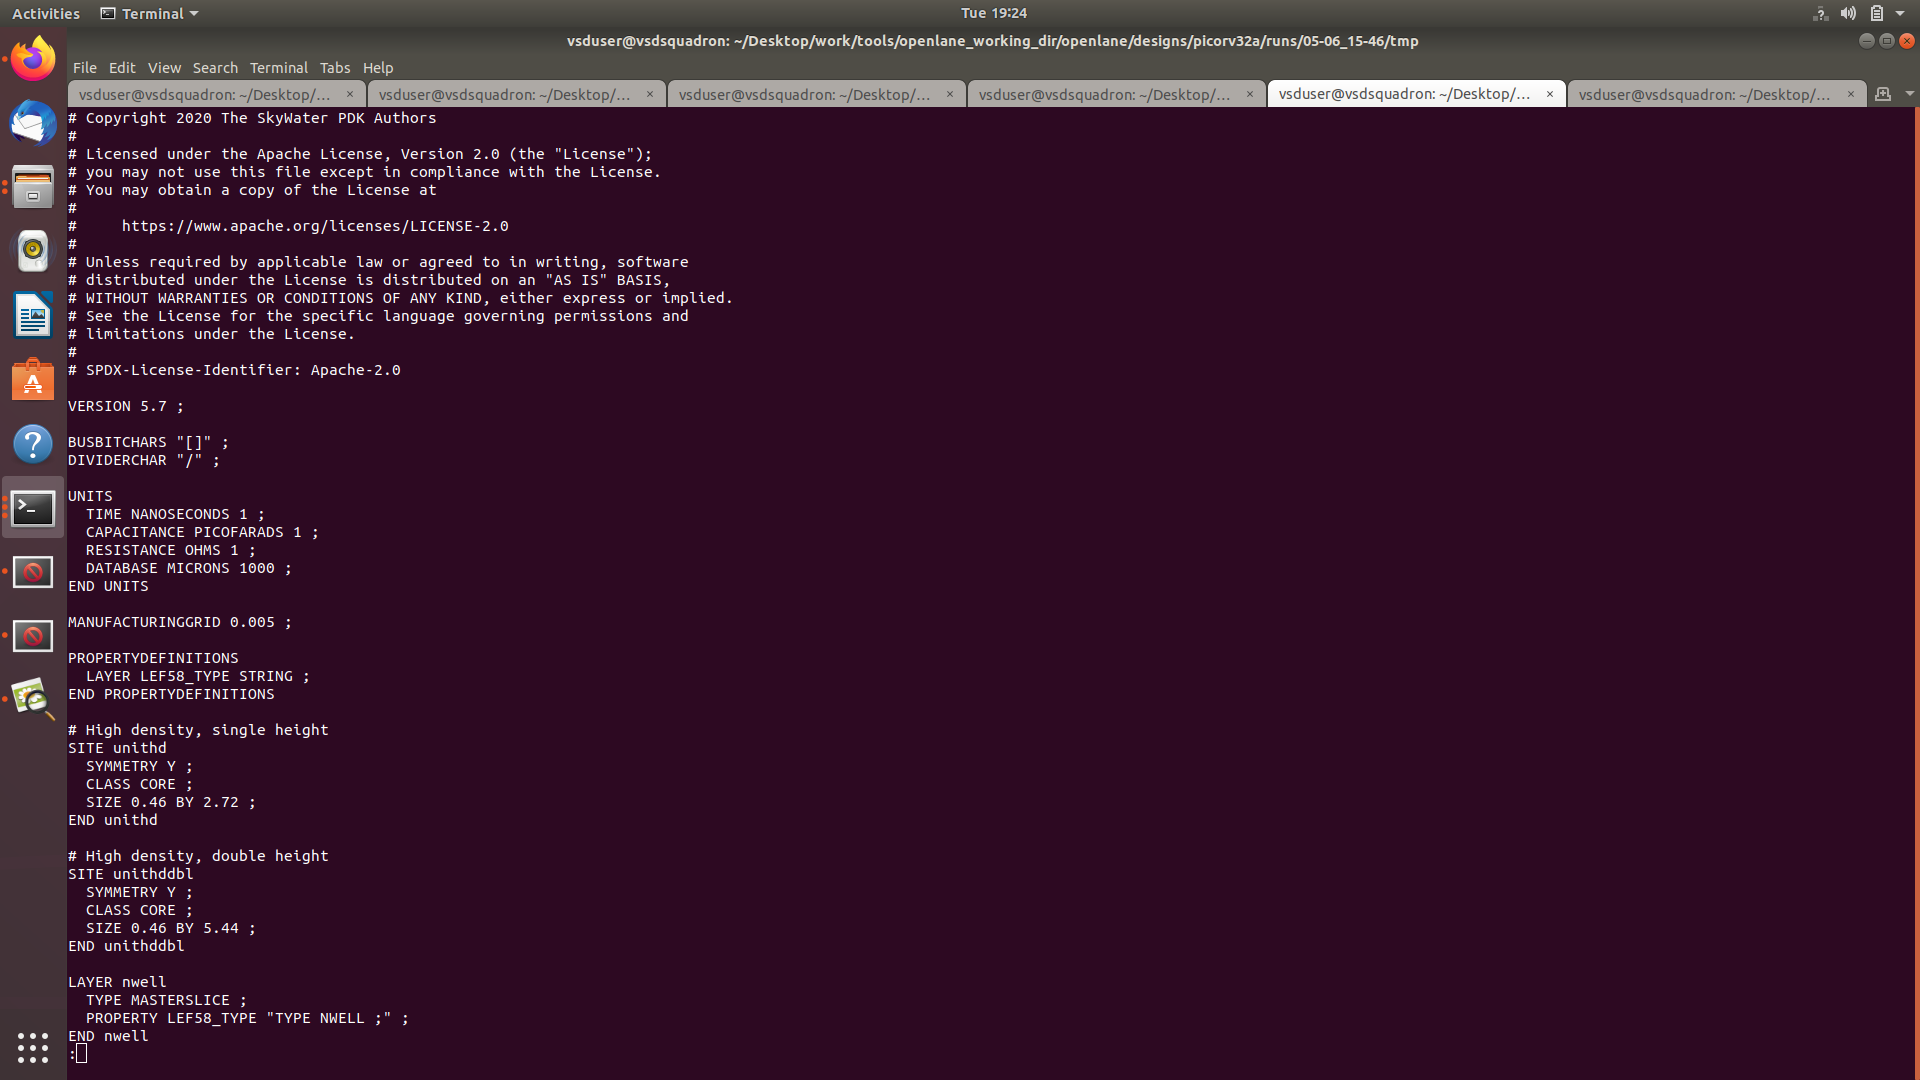 Activities Terminal Tue 19:24
vsduser@vsdsquadron: ~/Desktop/work/tools/openlane_working_dir/openlane/designs/picorv32a/runs/05-06_15-46/tmp
File Edit View Search Terminal Tabs Help
vsduser@vsdsquadron: ~/Desktop/... × vsduser@vsdsquadron: ~/Desktop/... × vsduser@vsdsquadron: ~/Desktop/... × vsduser@vsdsquadron: ~/Desktop/... × vsduser@vsdsquadron: ~/Desktop/... × vsduser@vsdsquadron: ~/Desktop/... ×
# Copyright 2020 The SkyWater PDK Authors
#
# Licensed under the Apache License, Version 2.0 (the "License");
# you may not use this file except in compliance with the License.
# You may obtain a copy of the License at
#
#     https://www.apache.org/licenses/LICENSE-2.0
#
# Unless required by applicable law or agreed to in writing, software
# distributed under the License is distributed on an "AS IS" BASIS,
# WITHOUT WARRANTIES OR CONDITIONS OF ANY KIND, either express or implied.
# See the License for the specific language governing permissions and
# limitations under the License.
#
# SPDX-License-Identifier: Apache-2.0
VERSION 5.7 ;
BUSBITCHARS "[]" ;
DIVIDERCHAR "/" ;
UNITS
  TIME NANOSECONDS 1 ;
  CAPACITANCE PICOFARADS 1 ;
  RESISTANCE OHMS 1 ;
  DATABASE MICRONS 1000 ;
END UNITS
MANUFACTURINGGRID 0.005 ;
PROPERTYDEFINITIONS
  LAYER LEF58_TYPE STRING ;
END PROPERTYDEFINITIONS
# High density, single height
SITE unithd
  SYMMETRY Y ;
  CLASS CORE ;
  SIZE 0.46 BY 2.72 ;
END unithd
# High density, double height
SITE unithddbl
  SYMMETRY Y ;
  CLASS CORE ;
  SIZE 0.46 BY 5.44 ;
END unithddbl
LAYER nwell
  TYPE MASTERSLICE ;
  PROPERTY LEF58_TYPE "TYPE NWELL ;" ;
END nwell
: